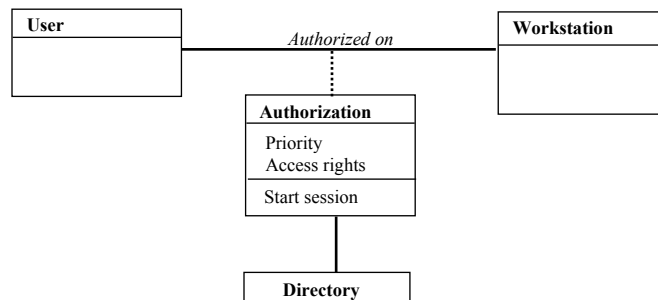 User
Authorized on
Workstation
Authorization
Priority
Access rights
Start session
Directory